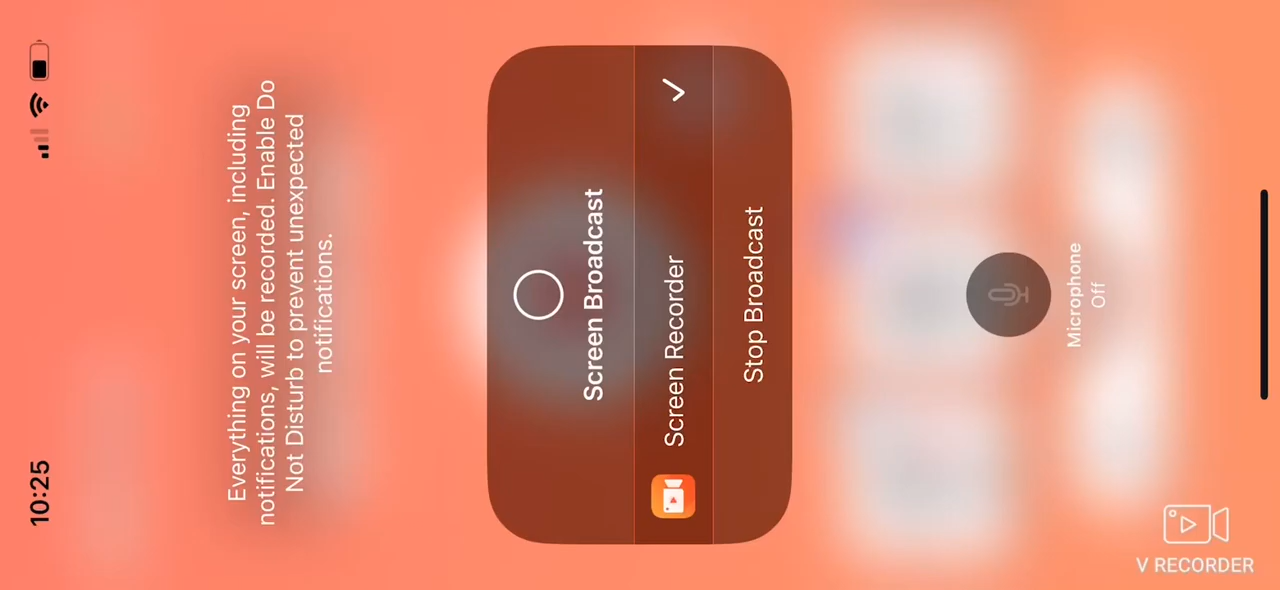 10:25
Everything on your screen, including
notifications, will be recorded. Enable Do
Not Disturb to prevent unexpected
notifications.
Screen Broadcast
Screen Recorder
Stop Broadcast
Microphone
Off
V RECORDER